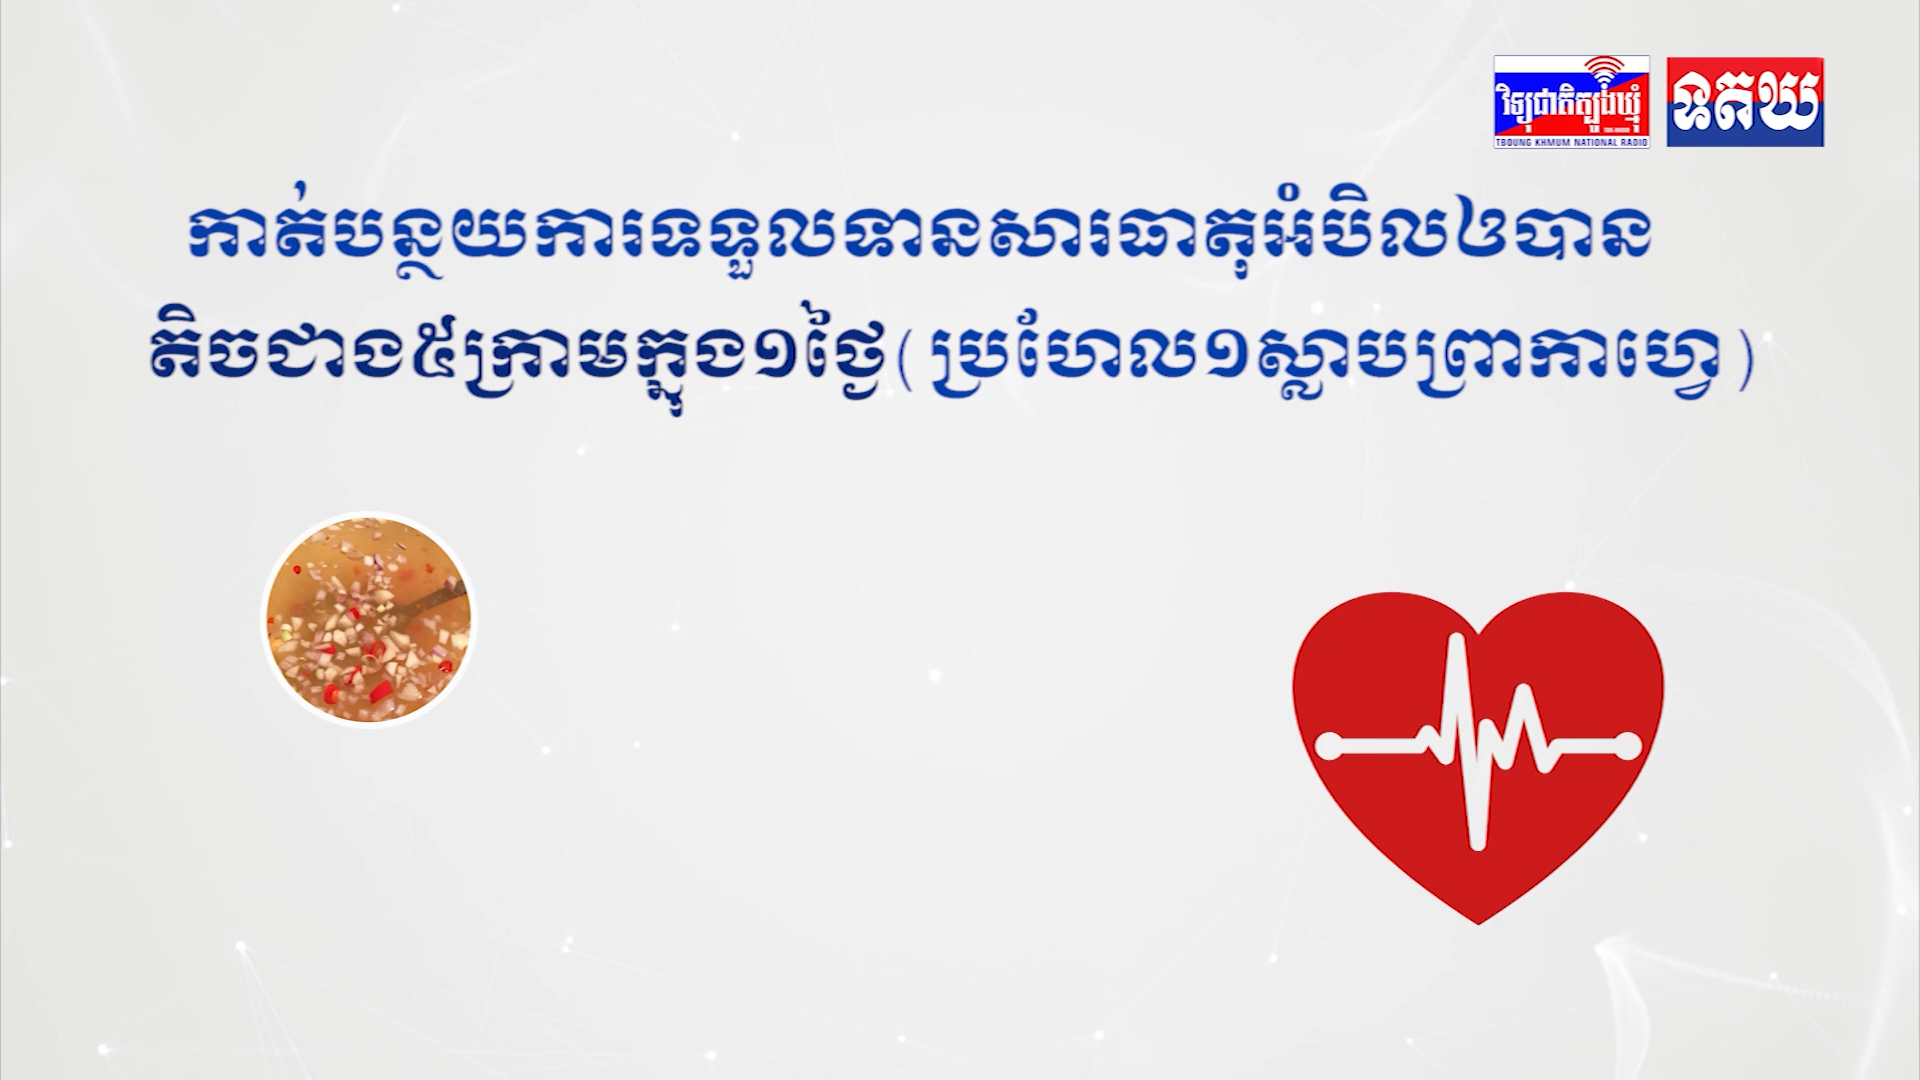 វិទ្យុជាតិត្បូងឃ្មុំ
TBOUNG KHMUM NATIONAL RADIO
ទតឃ
កាត់បន្ថយការទទួលទានសារធាតុអំបិលឲបាន
តិចជាង៥ក្រាមក្នុង១ថ្ងៃ(ប្រហែល១ស្លាបព្រាកាហ្វេ)